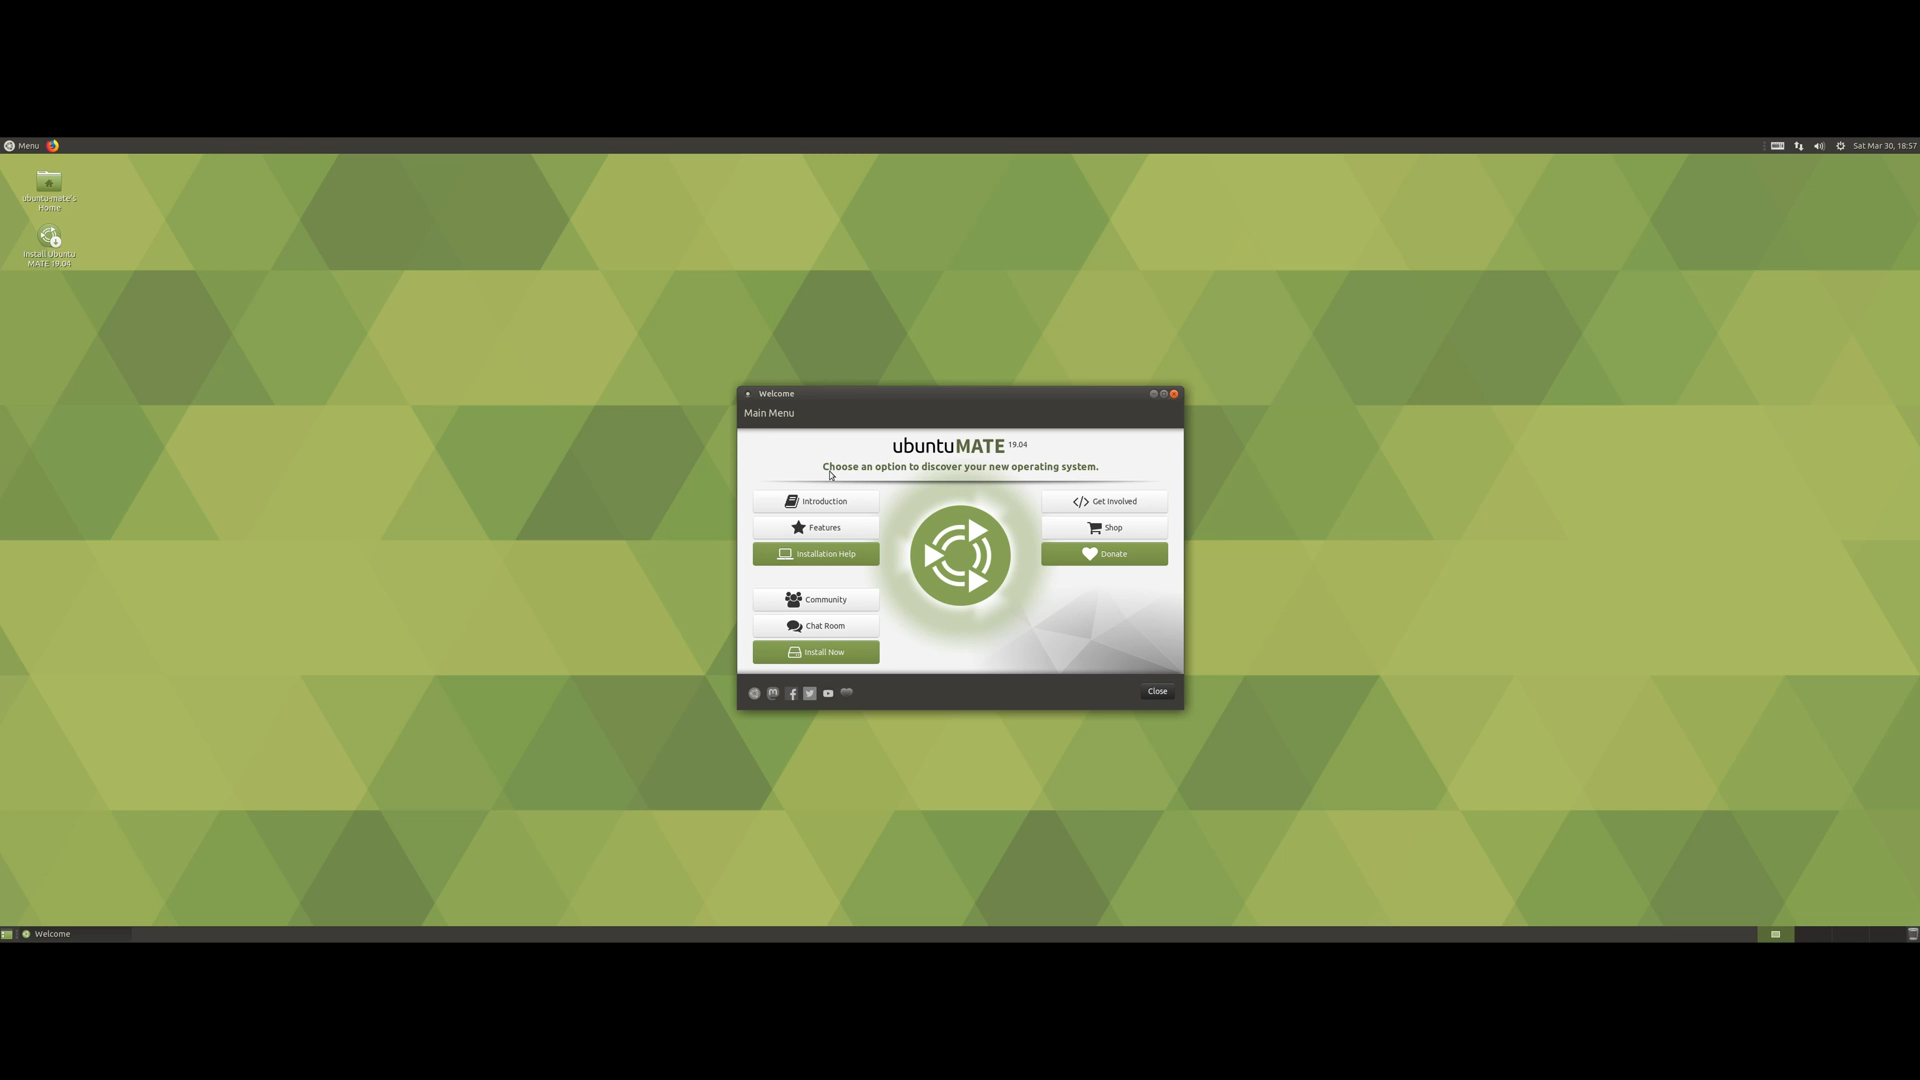 Menu
Sat Mar 30, 18:57
ubuntu-mate's
Home
Install Ubuntu
MATE 19.04
Welcome
Main Menu
ubuntuMATE 19.04
Choose an option to discover your new operating system.
Introduction
Features
Installation Help
Community
Chat Room
Install Now
Get Involved
Shop
Donate
Close
Welcome